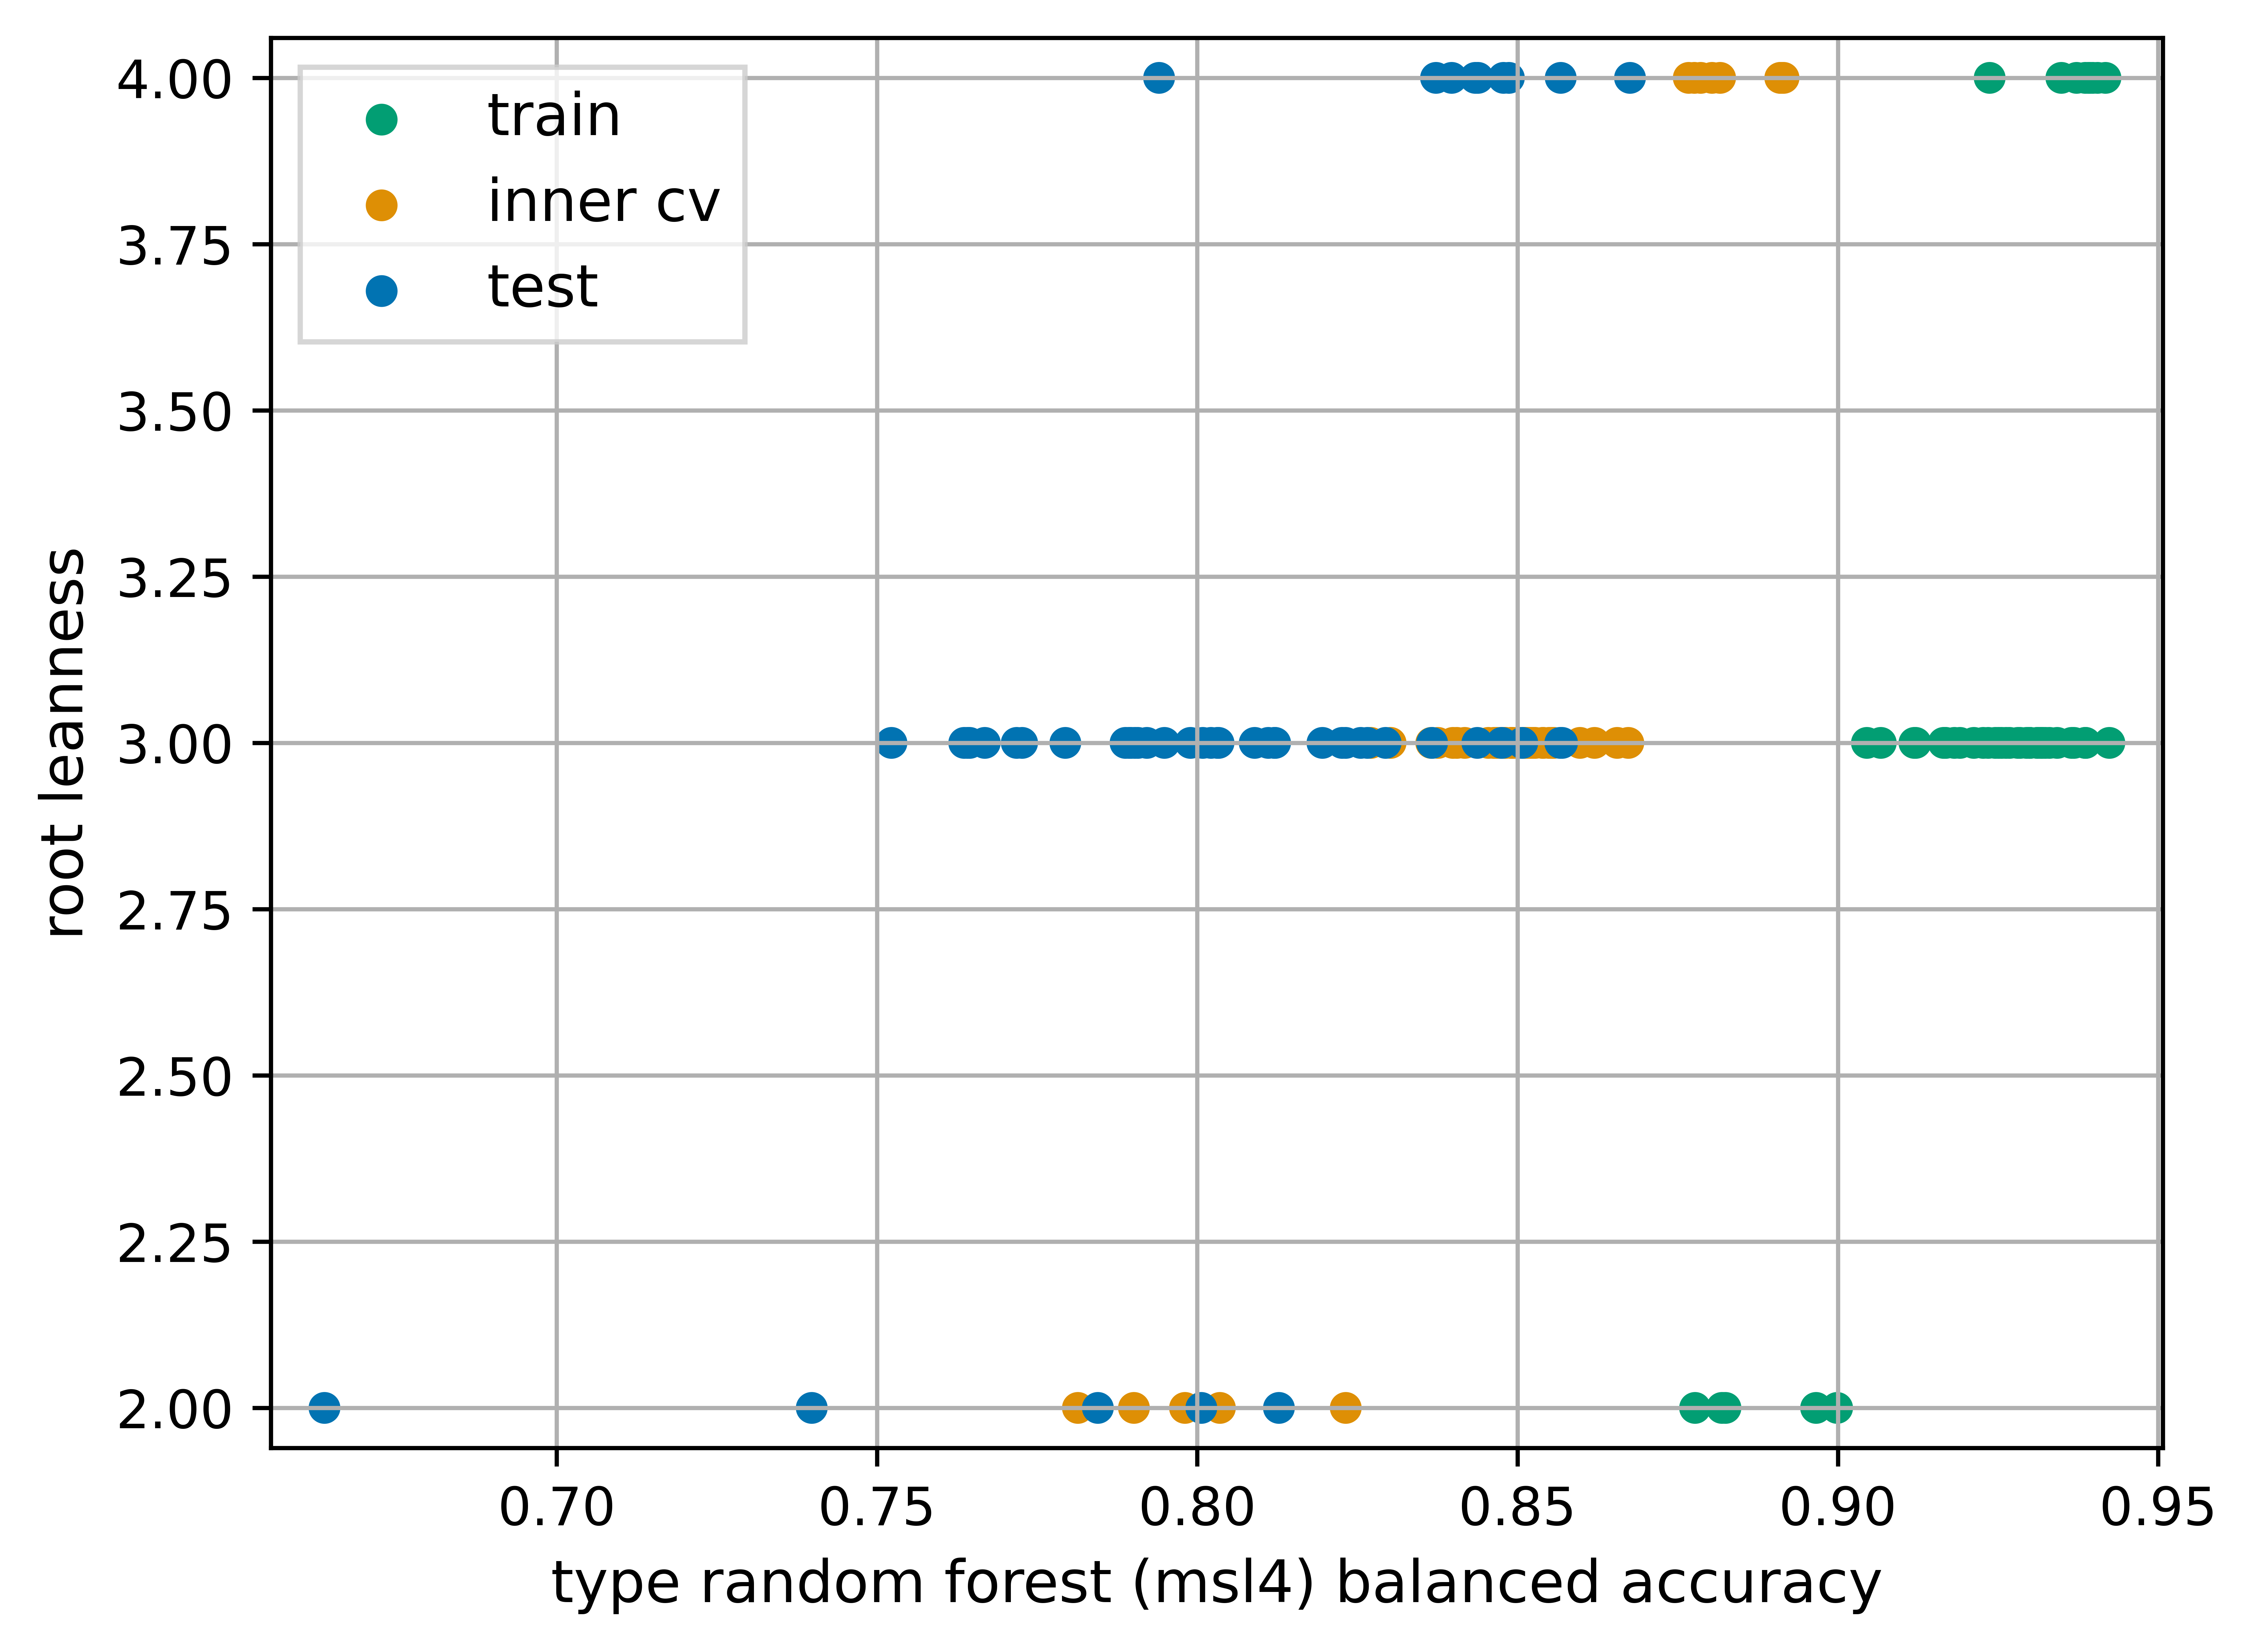 train
inner cv
test
4.00
3.75
3.50
3.25
3.00
2.75
2.50
2.25
2.00
root leanness
0.70 0.75 0.80 0.85 0.90 0.95
type random forest (msl4) balanced accuracy